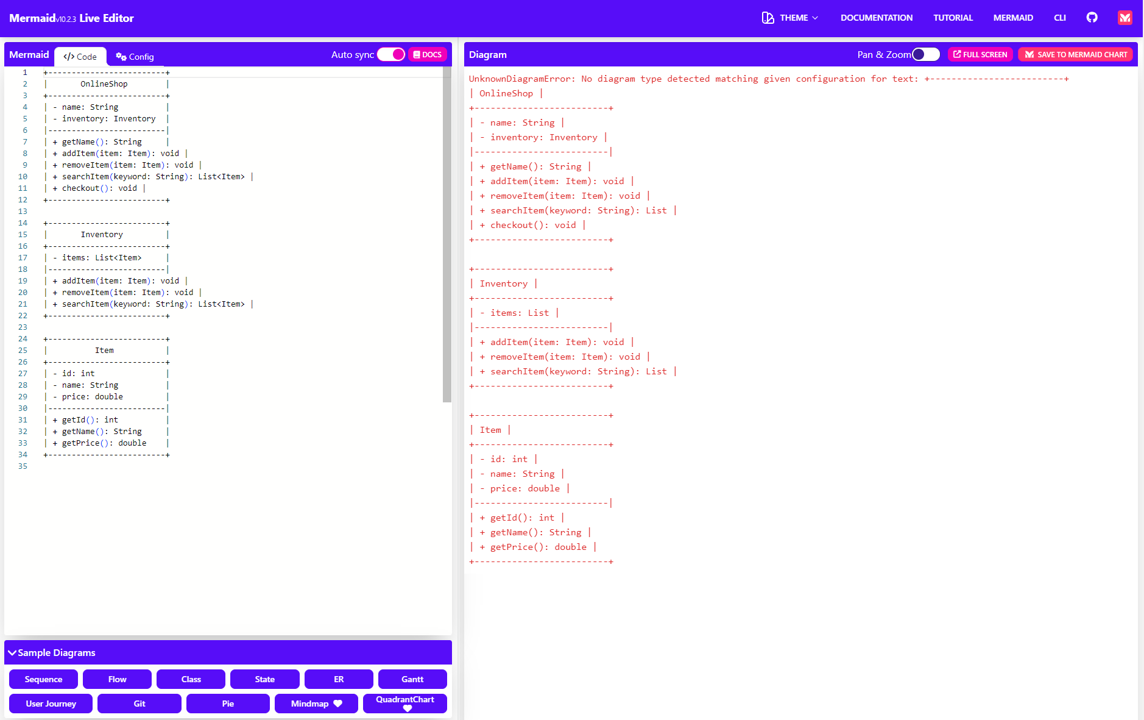 Mermaid v10.2.3 Live Editor
THEME
DOCUMENTATION
TUTORIAL
MERMAID
CLI
Mermaid
Code
Config
Auto sync
DOCS
1 +------------------------+
2 |       OnlineShop        |
3 +------------------------+
4 | - name: String          |
5 | - inventory: Inventory  |
6 |------------------------|
7 | + getName(): String     |
8 | + addItem(item: Item): void |
9 | + removeItem(item: Item): void |
10 | + searchItem(keyword: String): List<Item> |
11 | + checkout(): void |
12 +------------------------+
13
14 +------------------------+
15 |       Inventory         |
16 +------------------------+
17 | - items: List<Item>     |
18 |------------------------|
19 | + addItem(item: Item): void |
20 | + removeItem(item: Item): void |
21 | + searchItem(keyword: String): List<Item> |
22 +------------------------+
23
24 +------------------------+
25 |          Item           |
26 +------------------------+
27 | - id: int               |
28 | - name: String          |
29 | - price: double         |
30 |------------------------|
31 | + getId(): int          |
32 | + getName(): String     |
33 | + getPrice(): double    |
34 +------------------------+
35
Sample Diagrams
Sequence
Flow
Class
State
ER
Gantt
User Journey
Git
Pie
Mindmap
QuadrantChart
Diagram
Pan & Zoom
FULL SCREEN
SAVE TO MERMAID CHART
UnknownDiagramError: No diagram type detected matching given configuration for text: +------------------------+
| OnlineShop |
+------------------------+
| - name: String |
| - inventory: Inventory |
|------------------------|
| + getName(): String |
| + addItem(item: Item): void |
| + removeItem(item: Item): void |
| + searchItem(keyword: String): List |
| + checkout(): void |
+------------------------+
+------------------------+
| Inventory |
+------------------------+
| - items: List |
|------------------------|
| + addItem(item: Item): void |
| + removeItem(item: Item): void |
| + searchItem(keyword: String): List |
+------------------------+
+------------------------+
| Item |
+------------------------+
| - id: int |
| - name: String |
| - price: double |
|------------------------|
| + getId(): int |
| + getName(): String |
| + getPrice(): double |
+------------------------+